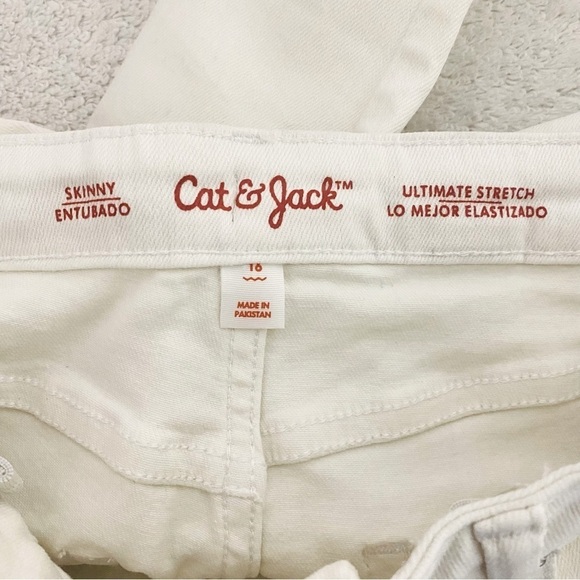 SKINNY
ENTUBADO
Cat & Jack™
ULTIMATE STRETCH
LO MEJOR ELASTIZADO
16
MADE IN
PAKISTAN